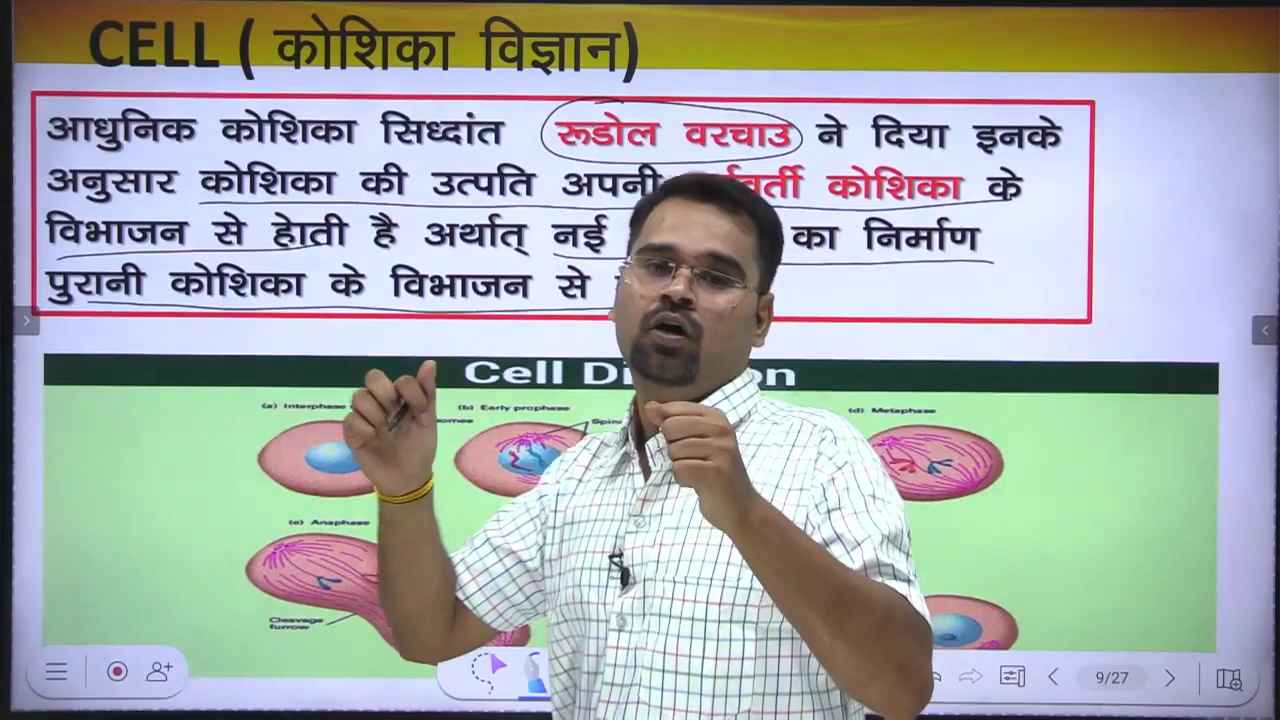 CELL ( कोशिका विज्ञान)
आधुनिक कोशिका सिध्दांत रूडोल वरचाउ ने दिया इनके
अनुसार कोशिका की उत्पति अपनी कोशिका के
विभाजन से हेाती है अर्थात् नई का निर्माण
पुरानी कोशिका के विभाजन से
Cell
(a) Interphase
(b) Early prophase
(d) Metaphase
(e) Anaphase
Cleavage
furrow
9/27